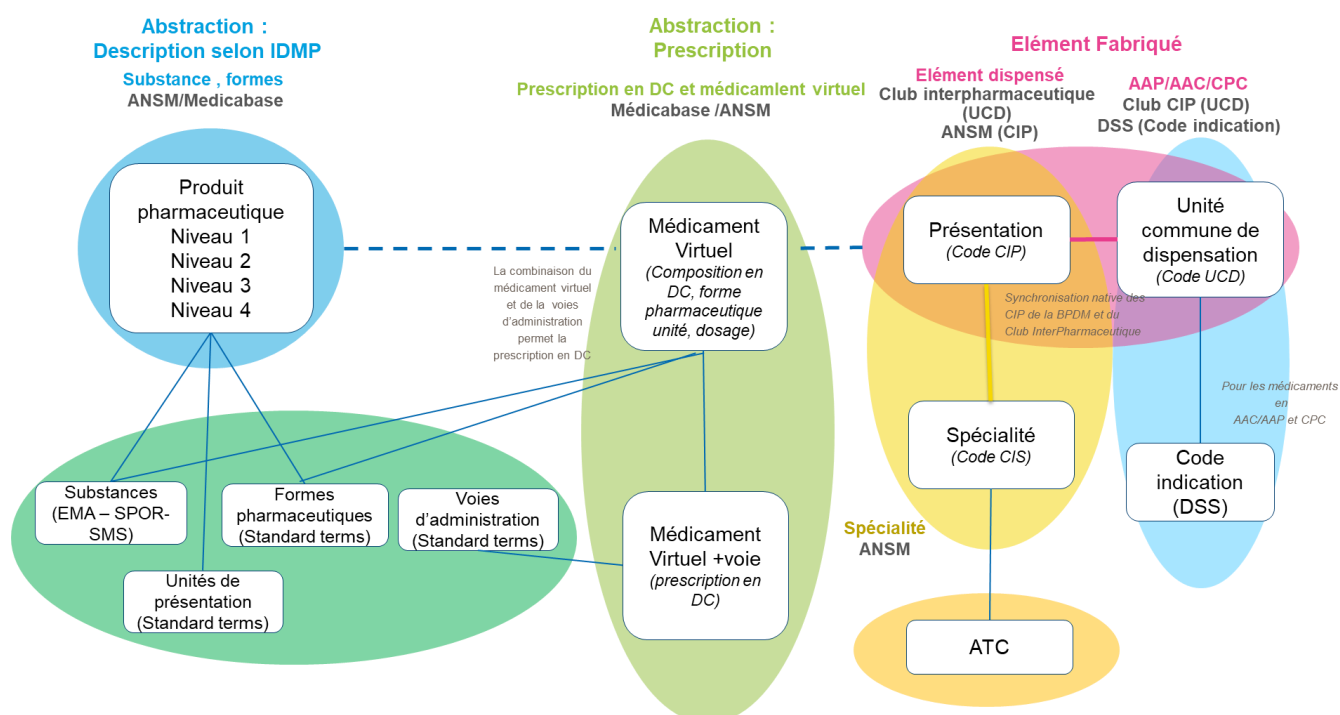 Abstraction :
Description selon IDMP
Substance , formes
ANSM/Medicabase
Abstraction :
Prescription
Prescription en DC et médicamlent virtuel
Médicabase /ANSM
Elément Fabriqué
Elément dispensé
Club interpharmaceutique
(UCD)
ANSM (CIP)
AAP/AAC/CPC
Club CIP (UCD)
DSS (Code indication)
Produit
pharmaceutique
Niveau 1
Niveau 2
Niveau 3
Niveau 4
La combinaison du
médicament virtuel
et de la voies
d'administration
permet la
prescription en DC
Médicament
Virtuel
(Composition en
DC, forme
pharmaceutique
unité, dosage)
Présentation
(Code CIP)
Unité
commune de
dispensation
(Code UCD)
Synchronisation native des
CIP de la BPDM et du
Club InterPharmaceutique
Pour les médicaments
en
AAC/AAP et CPC
Spécialité
(Code CIS)
Code
indication
(DSS)
Substances
(EMA – SPOR-
SMS)
Formes
pharmaceutiques
(Standard terms)
Voies
d'administration
(Standard terms)
Unités de
présentation
(Standard terms)
Médicament
Virtuel +voie
(prescription en
DC)
Spécialité
ANSM
ATC